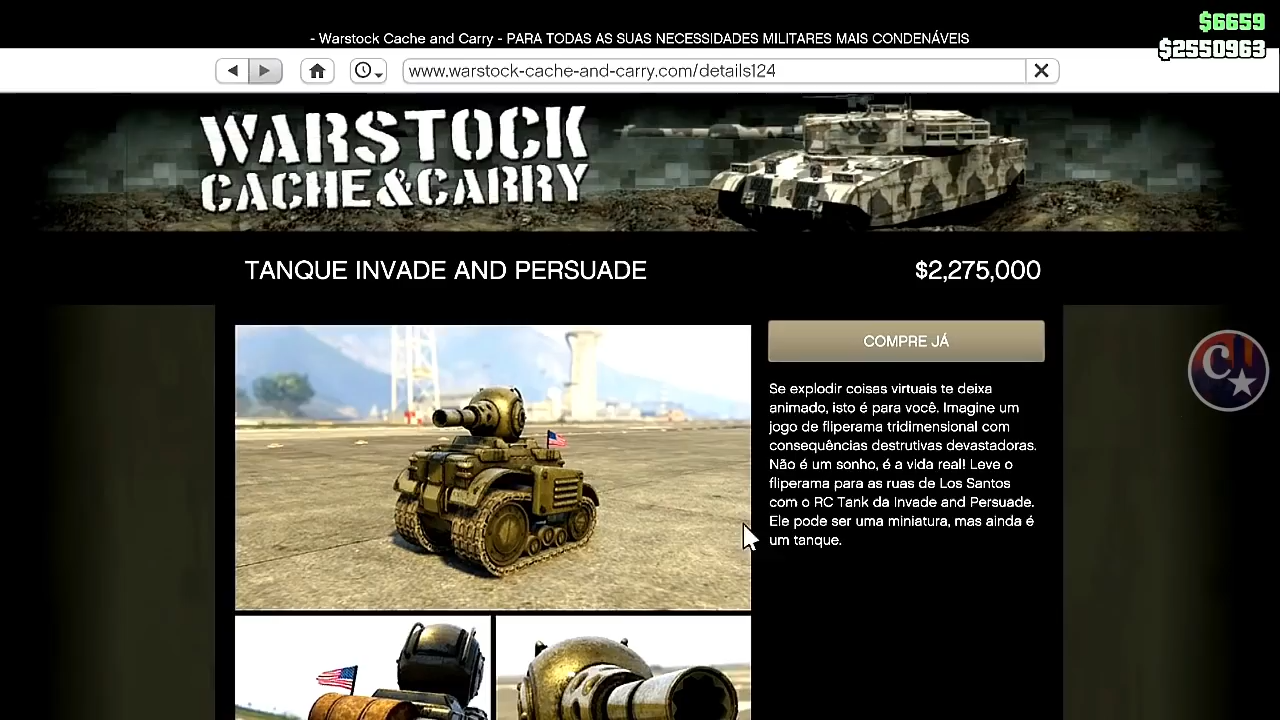 $6659
- Warstock Cache and Carry - PARA TODAS AS SUAS NECESSIDADES MILITARES MAIS CONDENÁVEIS
$2550963
www.warstock-cache-and-carry.com/details124
WARSTOCK
CACHE&CARRY
TANQUE INVADE AND PERSUADE
$2,275,000
COMPRE JÁ
Se explodir coisas virtuais te deixa
animado, isto é para você. Imagine um
jogo de fliperama tridimensional com
consequências destrutivas devastadoras.
Não é um sonho, é a vida real! Leve o
fliperama para as ruas de Los Santos
com o RC Tank da Invade and Persuade.
Ele pode ser uma miniatura, mas ainda é
um tanque.
C